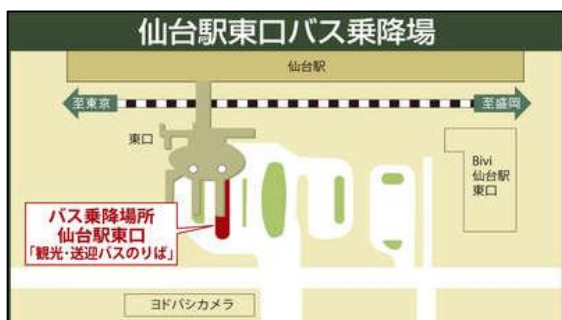 仙台駅東口バス乗降場
仙台駅
至東京
至盛岡
東口
Bivi
仙台駅
東口
バス乗降場所
仙台駅東口
「観光・送迎バスのりば」
ヨドバシカメラ